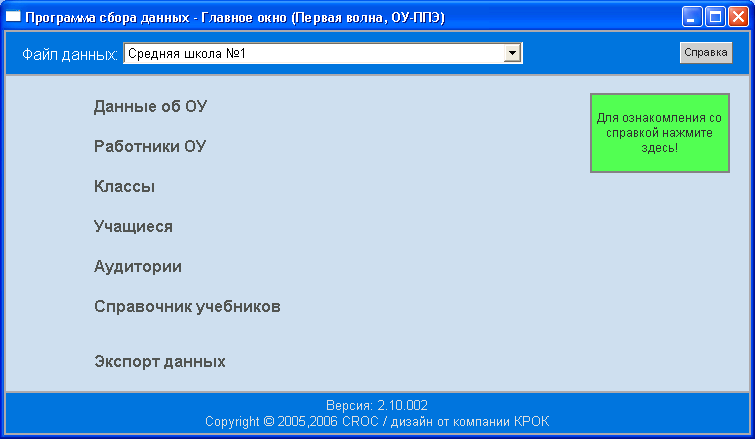 Программа сбора данных - Главное окно (Первая волна, ОУ-ППЭ)
Файл данных: Средняя школа №1 Справка
Данные об ОУ
Для ознакомления со
справкой нажмите
здесь!
Работники ОУ
Классы
Учащиеся
Аудитории
Справочник учебников
Экспорт данных
Версия: 2.10.002
Copyright © 2005,2006 CROC / дизайн от компании КРОК